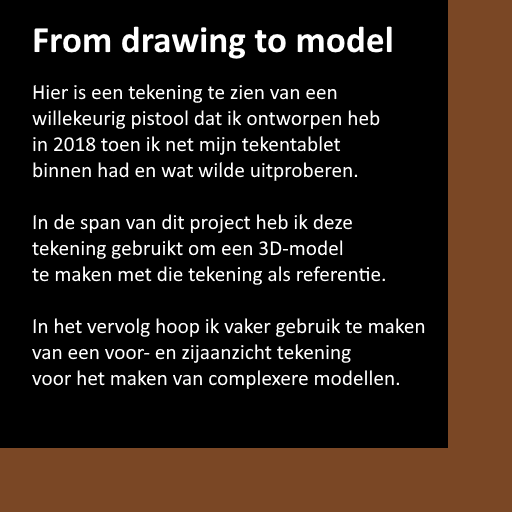 From drawing to model
Hier is een tekening te zien van een
willekeurig pistool dat ik ontworpen heb
in 2018 toen ik net mijn tekentablet
binnen had en wat wilde uitproberen.
In de span van dit project heb ik deze
tekening gebruikt om een 3D-model
te maken met die tekening als referentie.
In het vervolg hoop ik vaker gebruik te maken
van een voor- en zijaanzicht tekening
voor het maken van complexere modellen.